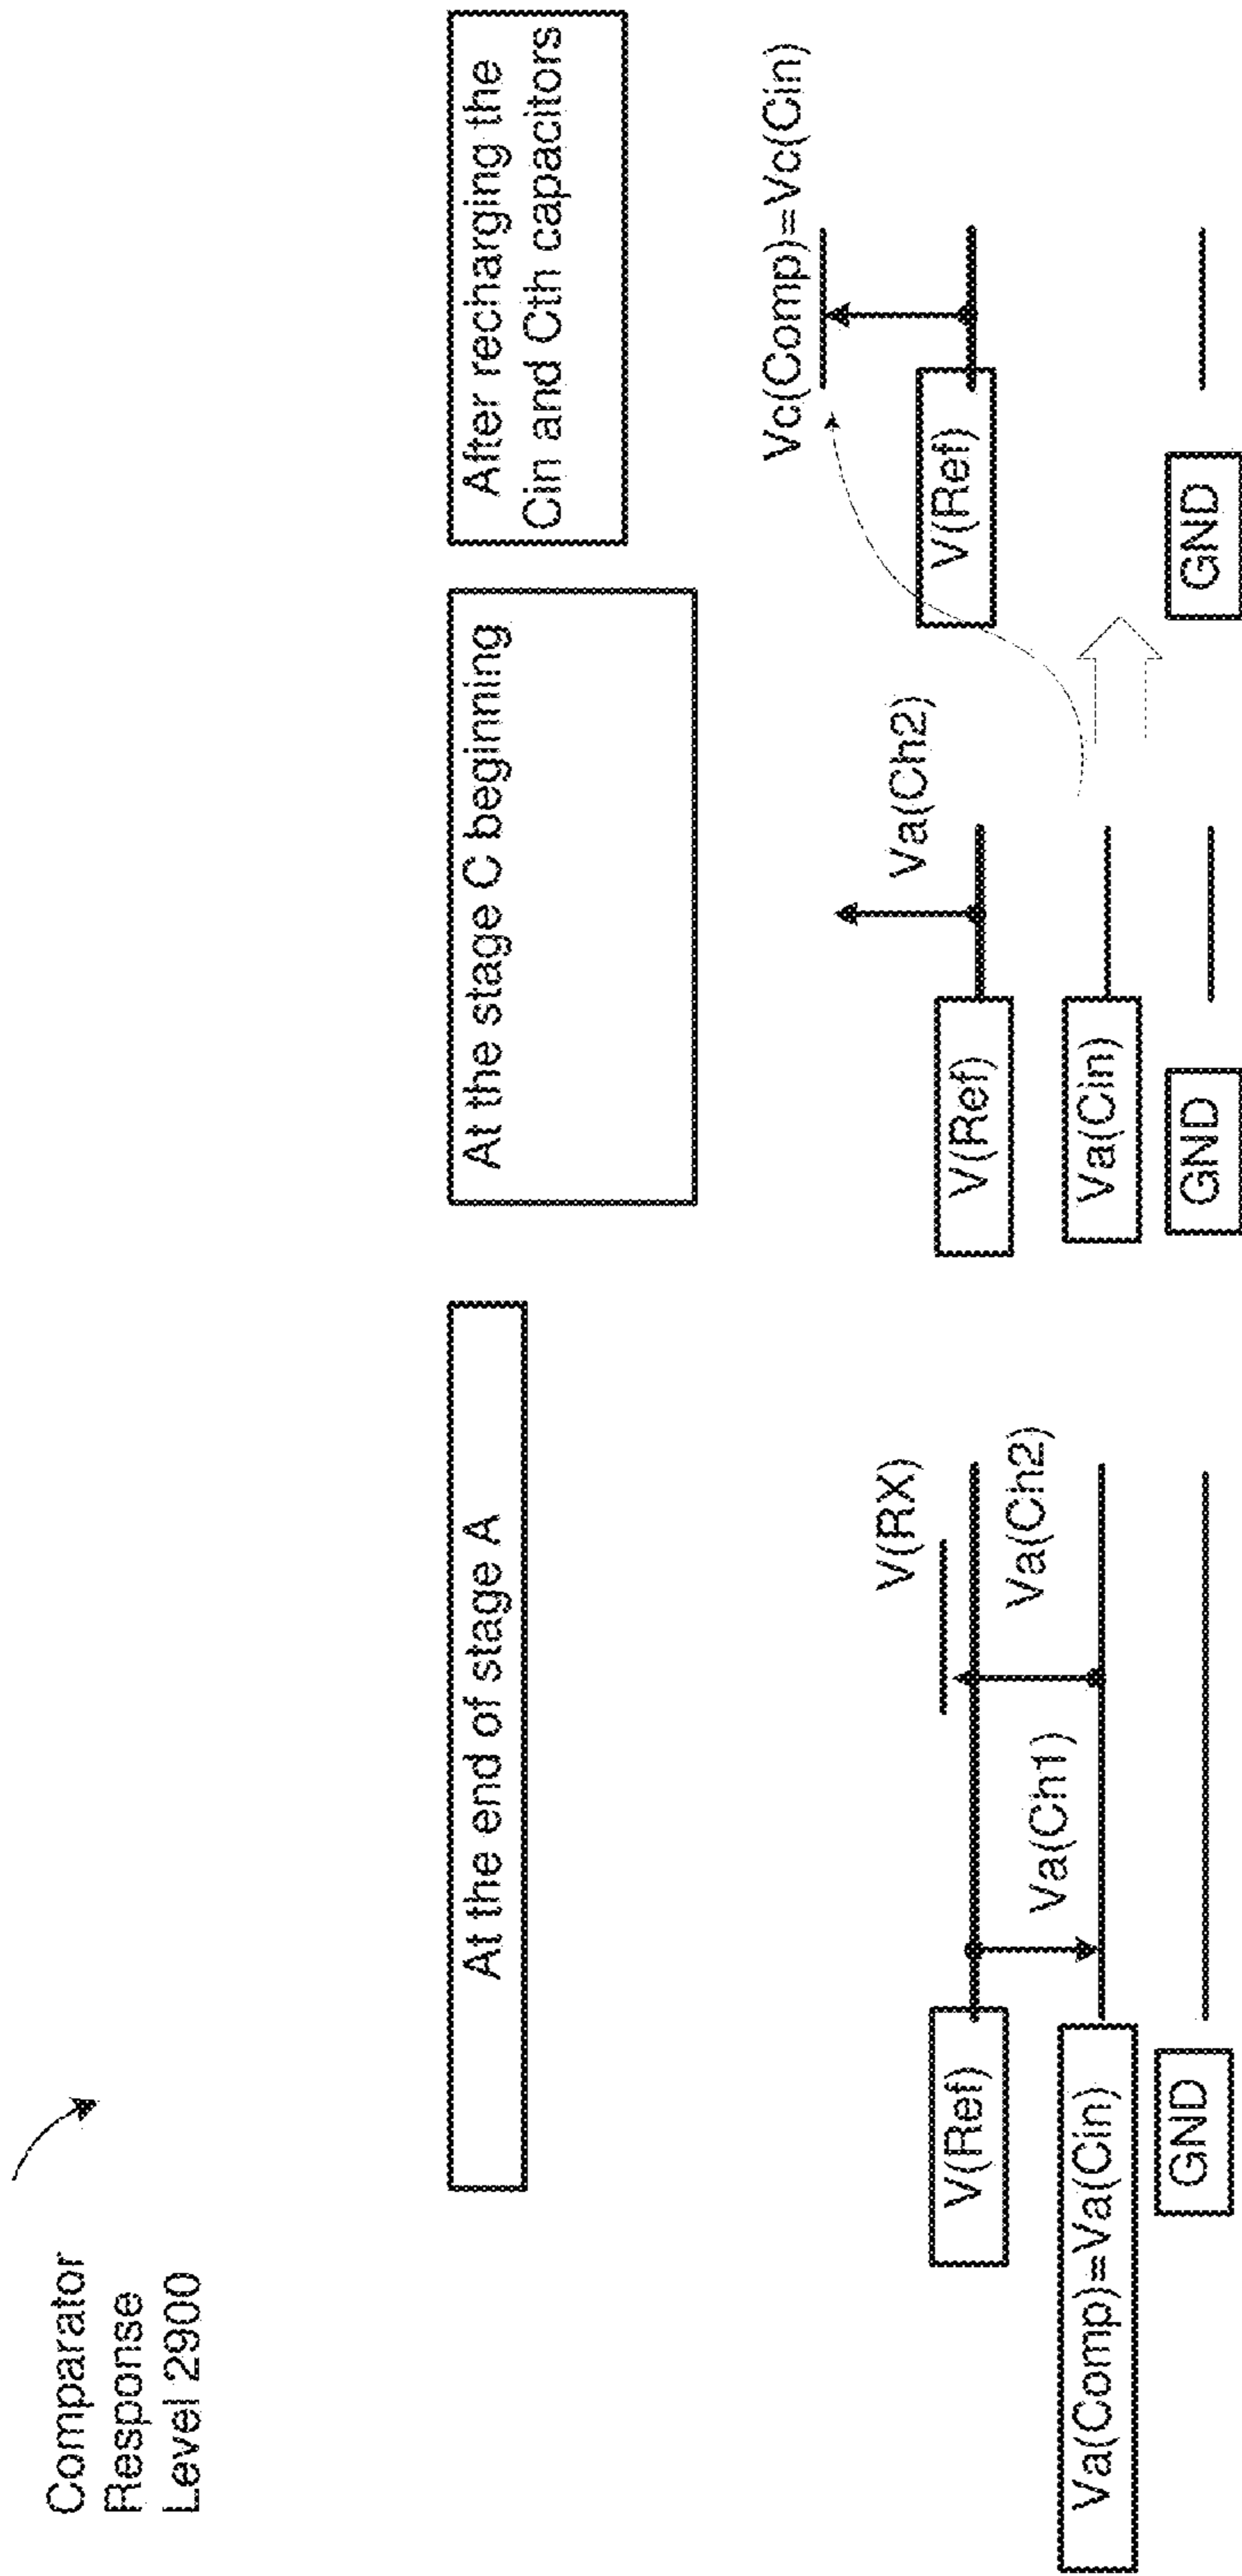 Comparator
Response
Level 2900
At the end of stage A
At the stage C beginning
After recharging the
Cin and Cth capacitors
V(RX)
V(Ref)
Va(Ch1)
Va(Ch2)
Va(Comp)=Va(Cin)
GND
Va(Ch2)
V(Ref)
Va(Cin)
GND
Vc(Comp)=Vc(Cin)
V(Ref)
GND